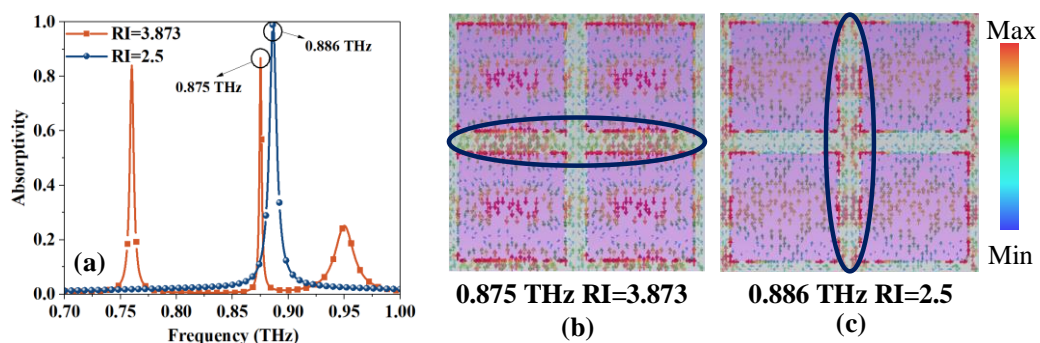 1.0
0.8
0.6
0.4
0.2
0.0
Absorptivity
RI=3.873
RI=2.5
0.886 THz
0.875 THz
(a)
0.70 0.75 0.80 0.85 0.90 0.95 1.00
Frequency (THz)
0.875 THz RI=3.873
(b)
0.886 THz RI=2.5
(c)
Max
Min